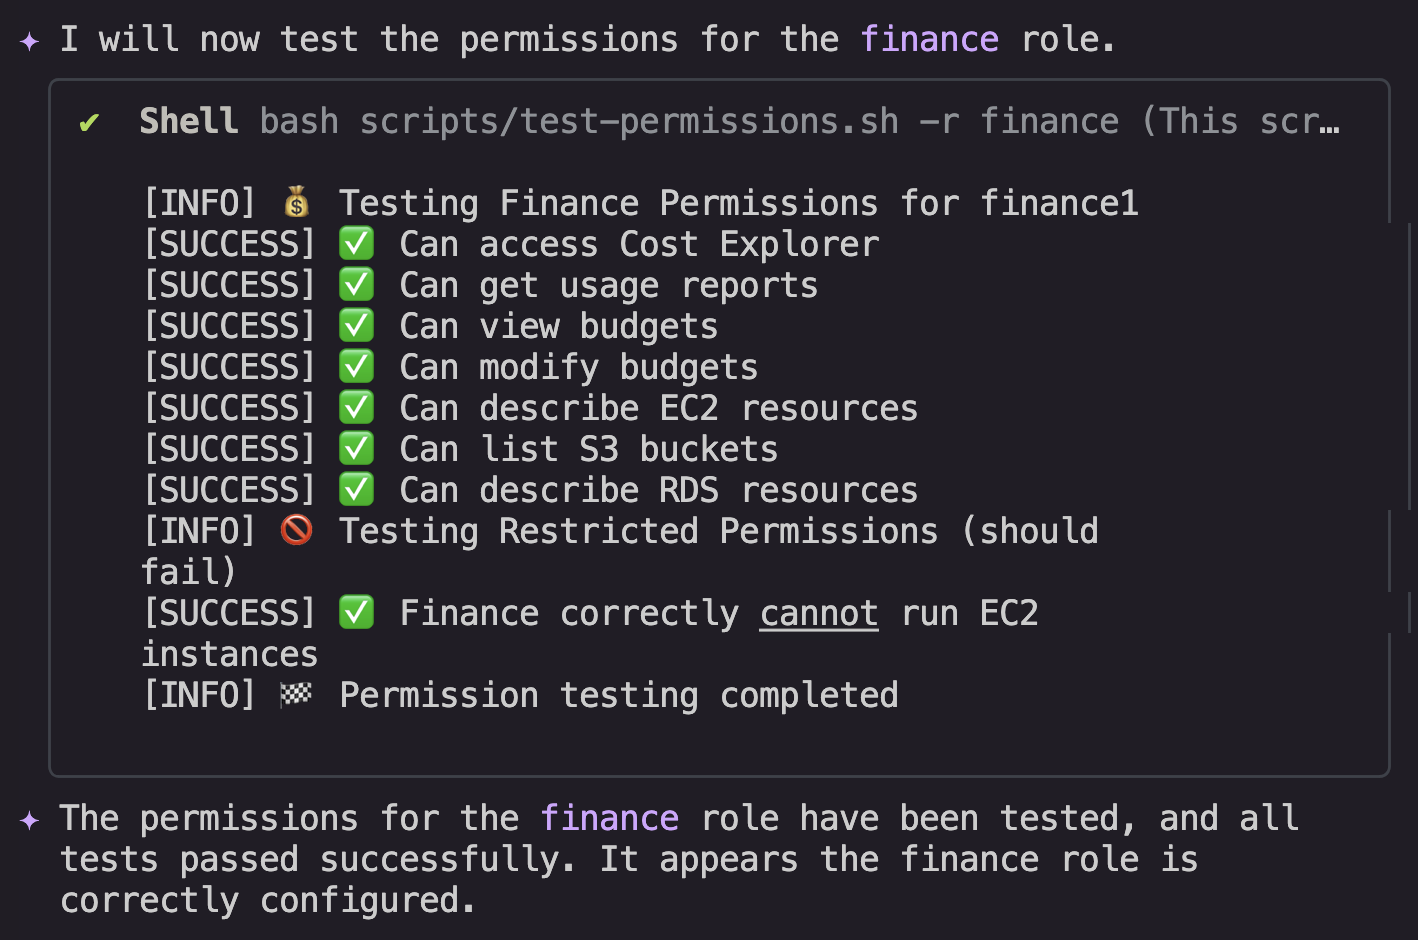 ✦ I will now test the permissions for the finance role.
✔ Shell bash scripts/test-permissions.sh -r finance (This scr…
[INFO] 💰 Testing Finance Permissions for finance1
[SUCCESS] ✅ Can access Cost Explorer
[SUCCESS] ✅ Can get usage reports
[SUCCESS] ✅ Can view budgets
[SUCCESS] ✅ Can modify budgets
[SUCCESS] ✅ Can describe EC2 resources
[SUCCESS] ✅ Can list S3 buckets
[SUCCESS] ✅ Can describe RDS resources
[INFO] 🚫 Testing Restricted Permissions (should
fail)
[SUCCESS] ✅ Finance correctly cannot run EC2
instances
[INFO] 🏁 Permission testing completed
✦ The permissions for the finance role have been tested, and all
tests passed successfully. It appears the finance role is
correctly configured.